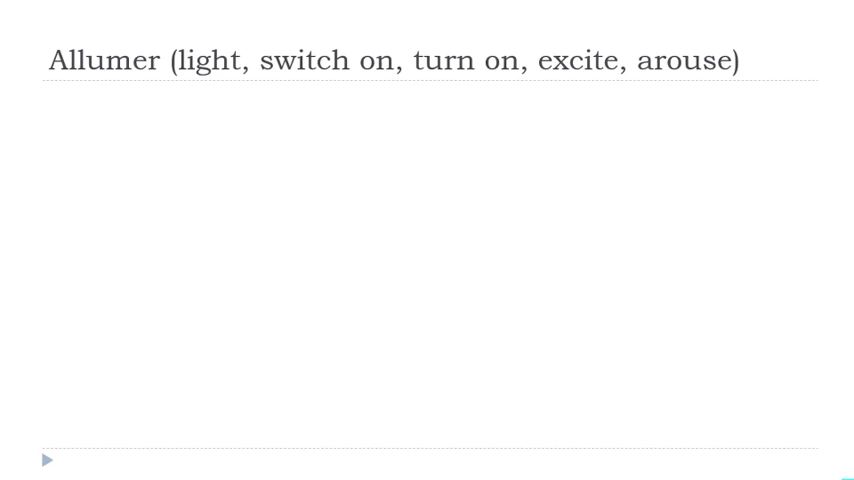 Allumer (light, switch on, turn on, excite, arouse)